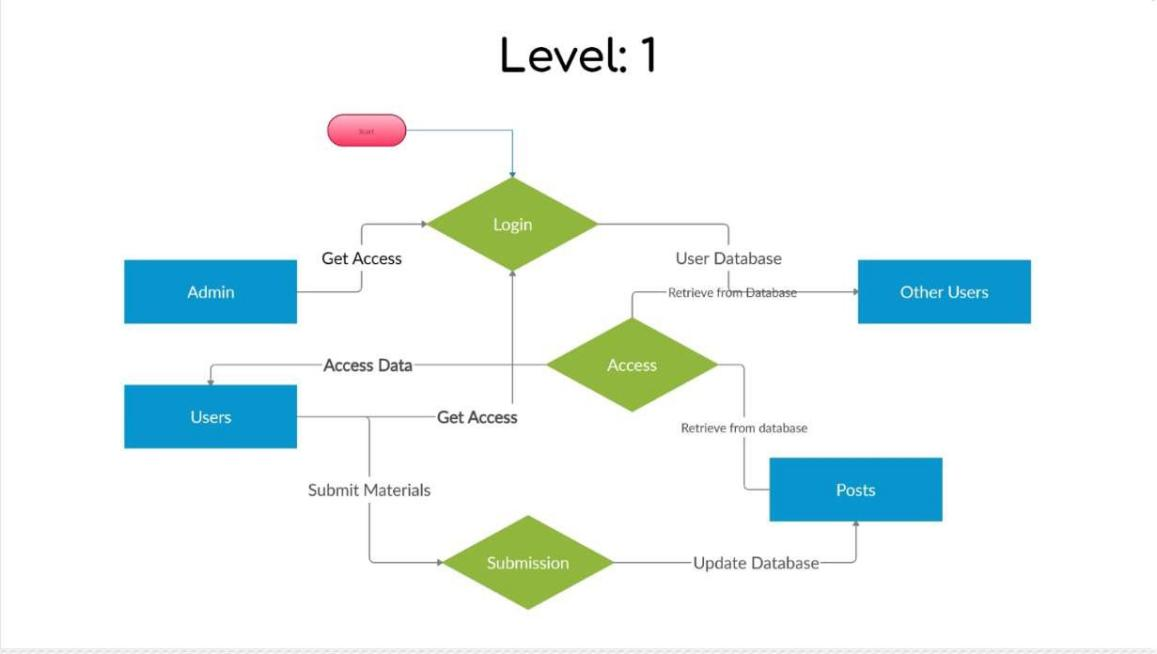 Level: 1
Start
Login
Get Access
User Database
Admin
Retrieve from Database
Other Users
Access Data
Access
Users
Get Access
Retrieve from database
Submit Materials
Posts
Submission
Update Database